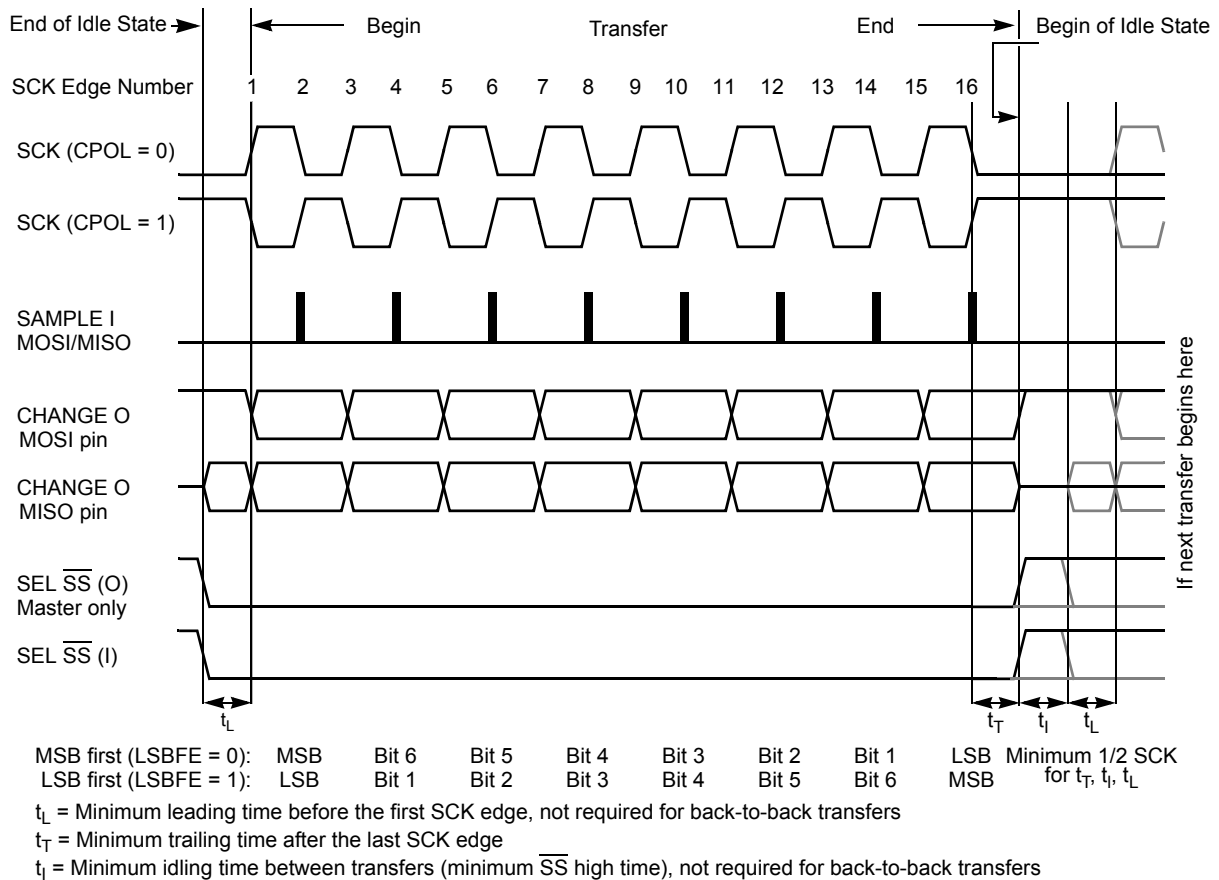 End of Idle State Begin Transfer End Begin of Idle State
SCK Edge Number 1 2 3 4 5 6 7 8 9 10 11 12 13 14 15 16
SCK (CPOL = 0)
SCK (CPOL = 1)
SAMPLE I
MOSI/MISO
CHANGE O
MOSI pin
CHANGE O
MISO pin
SEL SS (O)
Master only
SEL SS (I)
If next transfer begins here
tL tT tI tL
MSB first (LSBFE = 0): MSB Bit 6 Bit 5 Bit 4 Bit 3 Bit 2 Bit 1 LSB Minimum 1/2 SCK
LSB first (LSBFE = 1): LSB Bit 1 Bit 2 Bit 3 Bit 4 Bit 5 Bit 6 MSB for tT, tI, tL
tL = Minimum leading time before the first SCK edge, not required for back-to-back transfers
tT = Minimum trailing time after the last SCK edge
tI = Minimum idling time between transfers (minimum SS high time), not required for back-to-back transfers